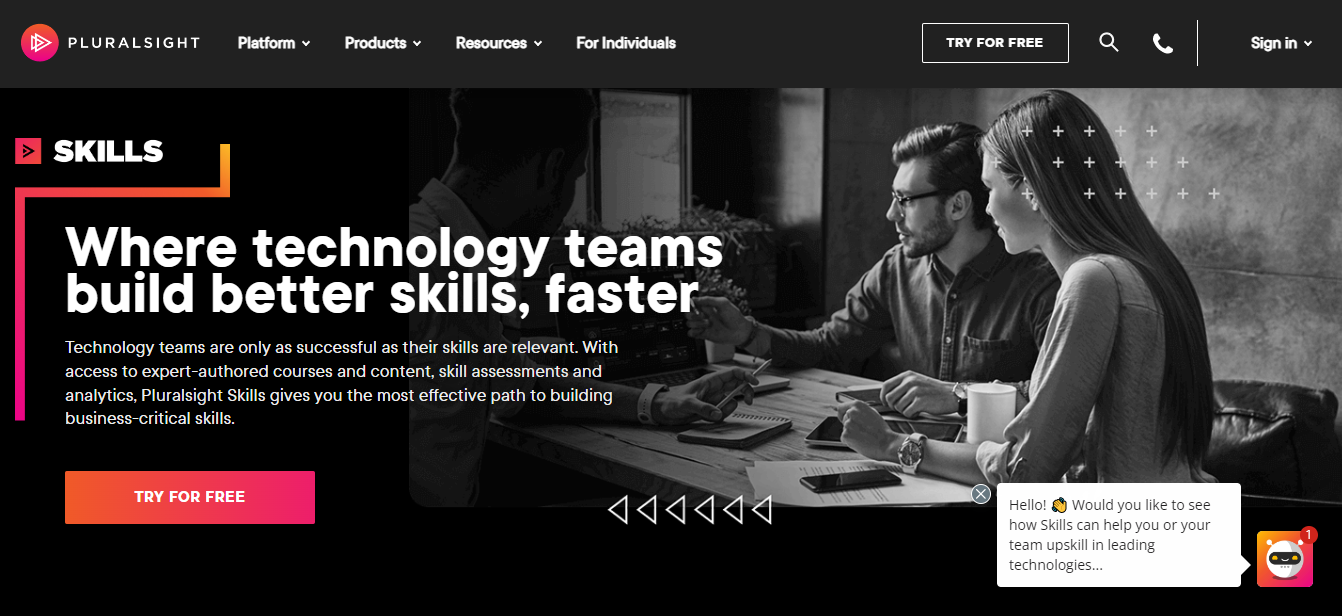 PLURALSIGHT
Platform
Products
Resources
For Individuals
TRY FOR FREE
Sign in
SKILLS
Where technology teams
build better skills, faster
Technology teams are only as successful as their skills are relevant. With
access to expert-authored courses and content, skill assessments and
analytics, Pluralsight Skills gives you the most effective path to building
business-critical skills.
TRY FOR FREE
Hello! 👏 Would you like to see
how Skills can help you or your
team upskill in leading
technologies...
1